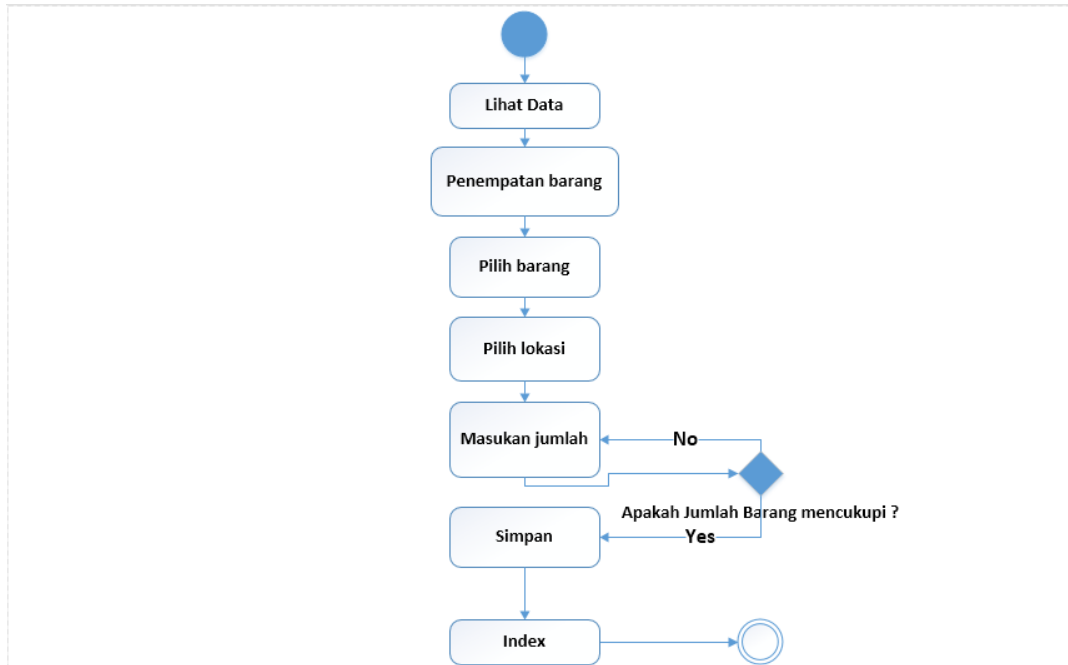 Lihat Data
Penempatan barang
Pilih barang
Pilih lokasi
Masukan jumlah
No
Apakah Jumlah Barang mencukupi ?
Simpan
Yes
Index